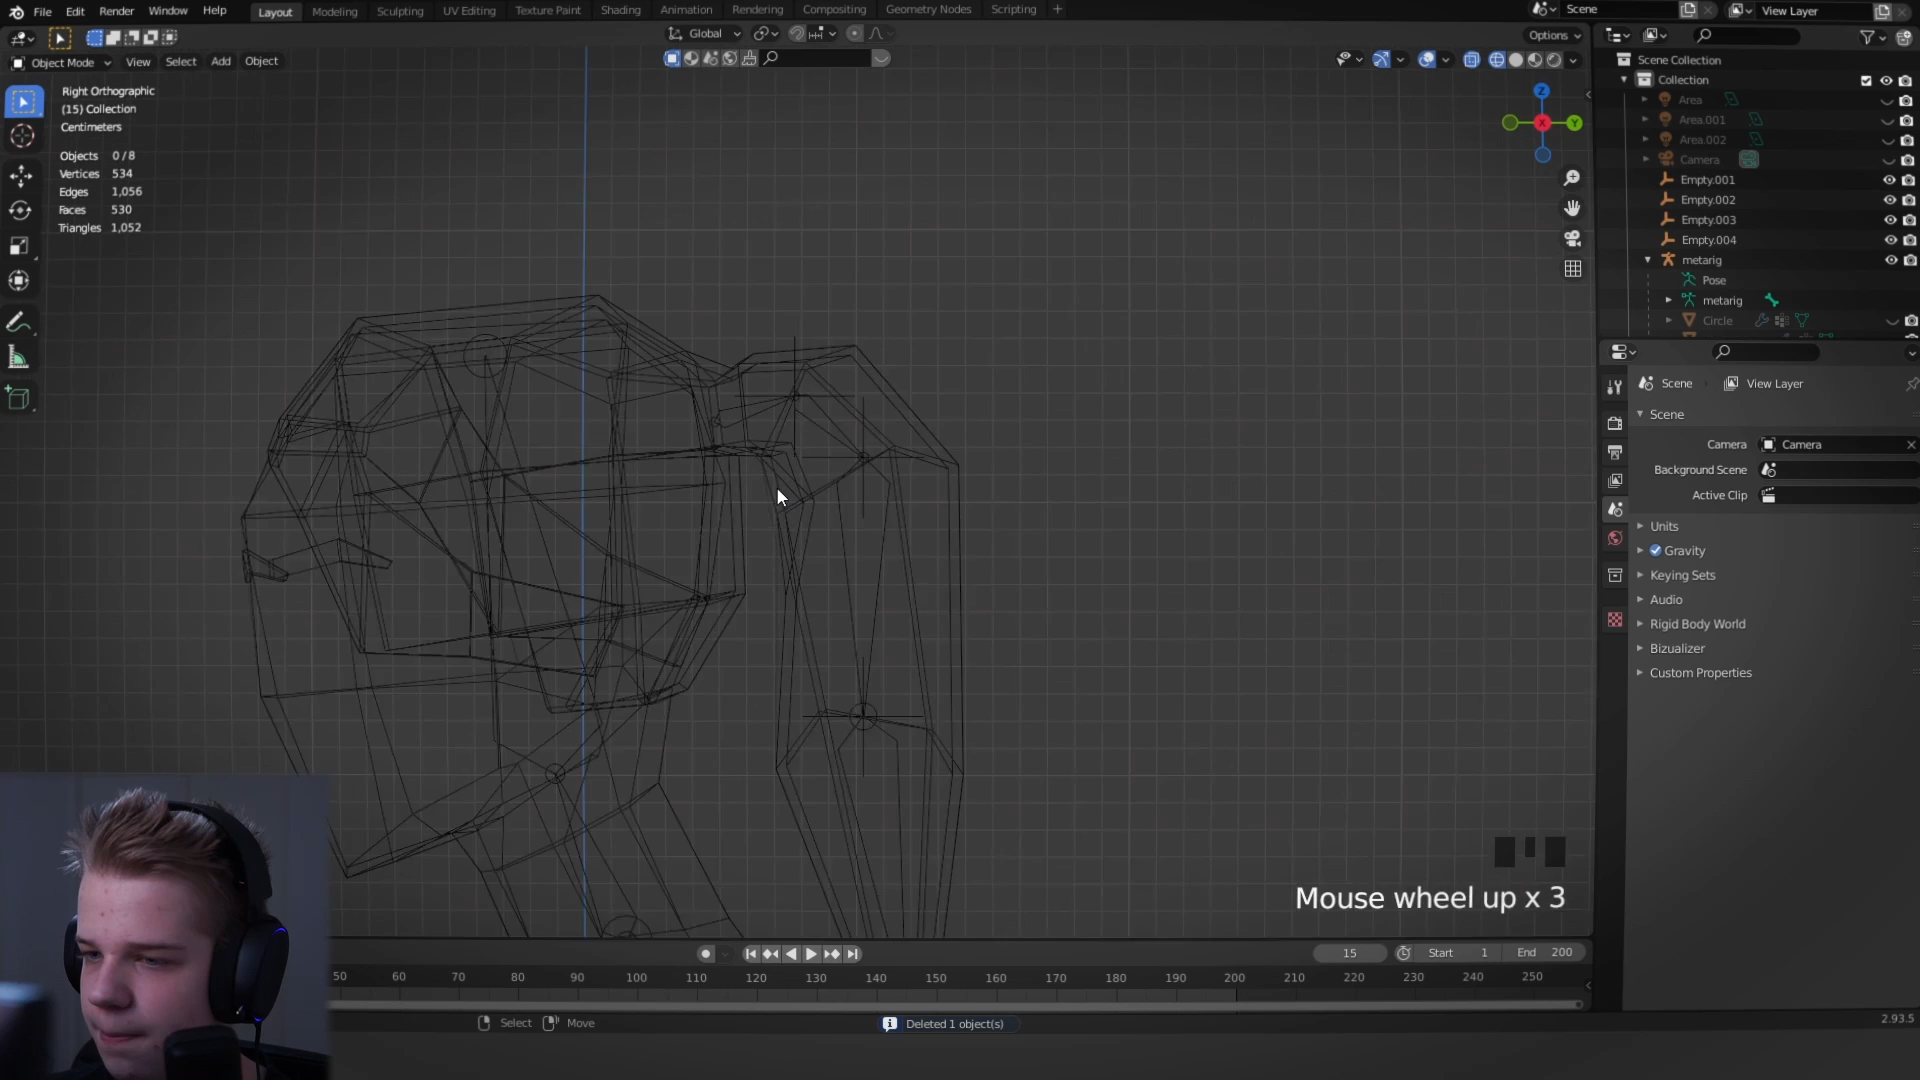 File Edit Render Window Help Layout Modeling Sculpting UV Editing Texture Paint Shading Animation Rendering Compositing Geometry Nodes Scripting + Scene View Layer
Global Options
Object Mode View Select Add Object
Right Orthographic
(15) Collection
Centimeters
Objects 0 / 8
Vertices 534
Edges 1,056
Faces 530
Triangles 1,052
Z
X
Y
Scene Collection
Collection
Area
Area.001
Area.002
Camera
Empty.001
Empty.002
Empty.003
Empty.004
metarig
Pose
metarig
Circle
Scene View Layer
Scene
Camera Camera
Background Scene
Active Clip
Units
Gravity
Keying Sets
Audio
Rigid Body World
Bizualizer
Custom Properties
Mouse wheel up x 3
15 Start 1 End 200
50 60 70 80 90 100 110 120 130 140 150 160 170 180 190 200 210 220 230 240 250
Select Move Deleted 1 object(s) 2.93.5